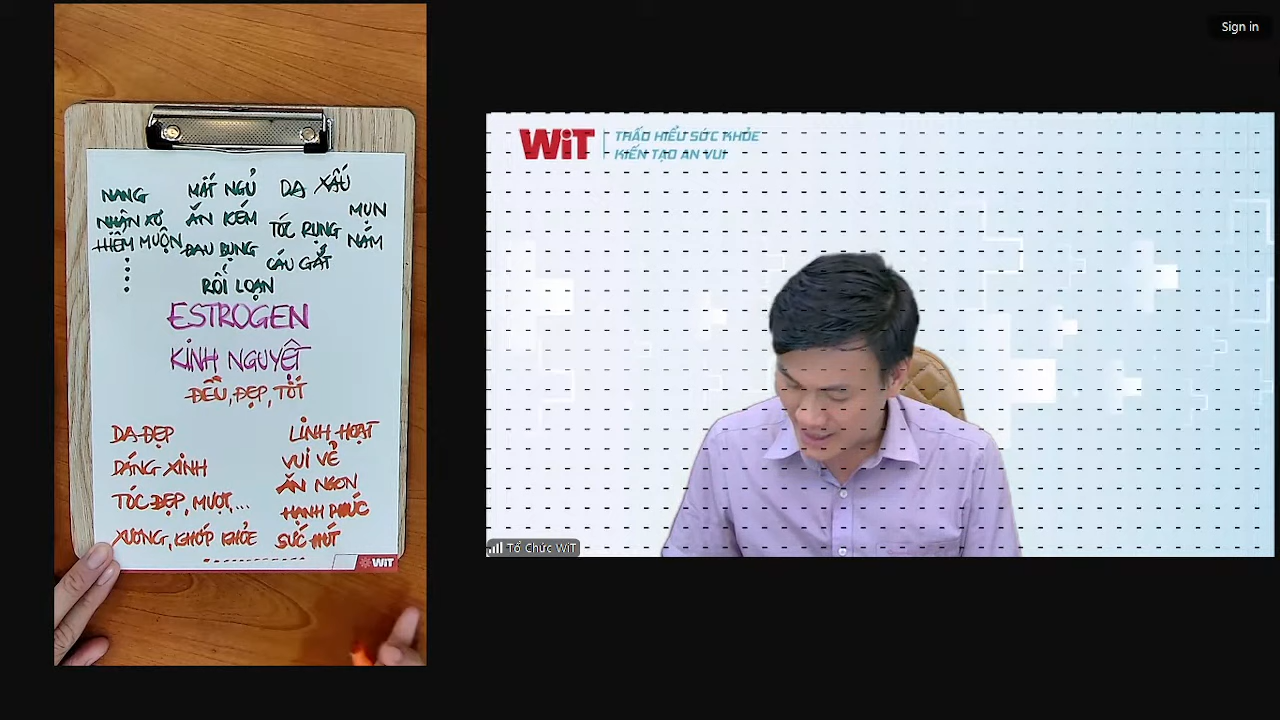 Sign in
NANG
NHÂN XƠ
HIẾM MUỘN
MẤT NGỦ
ĂN KÉM
ĐAU BỤNG
RỐI LOẠN
DA XẤU
TÓC RỤNG
CÁU GẮT
MỤN
NÁM
ESTROGEN
KINH NGUYỆT
ĐỀU, ĐẸP, TỐT
DA ĐẸP
DÁNG XINH
TÓC ĐẸP, MƯỢT,...
XƯƠNG, KHỚP KHỎE
LINH HOẠT
VUI VẺ
ĂN NGON
HẠNH PHÚC
SỨC HÚT
WiT
WiT
THẤU HIỂU SỨC KHỎE
KIẾN TẠO AN VUI
Tổ Chức WiT